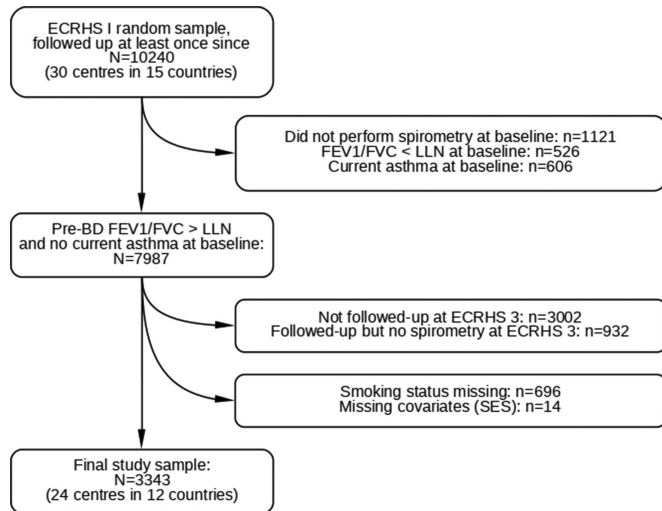 ECRHS I random sample,
followed up at least once since
N=10240
(30 centres in 15 countries)
Did not perform spirometry at baseline: n=1121
FEV1/FVC < LLN at baseline: n=526
Current asthma at baseline: n=606
Pre-BD FEV1/FVC > LLN
and no current asthma at baseline:
N=7987
Not followed-up at ECRHS 3: n=3002
Followed-up but no spirometry at ECRHS 3: n=932
Smoking status missing: n=696
Missing covariates (SES): n=14
Final study sample:
N=3343
(24 centres in 12 countries)